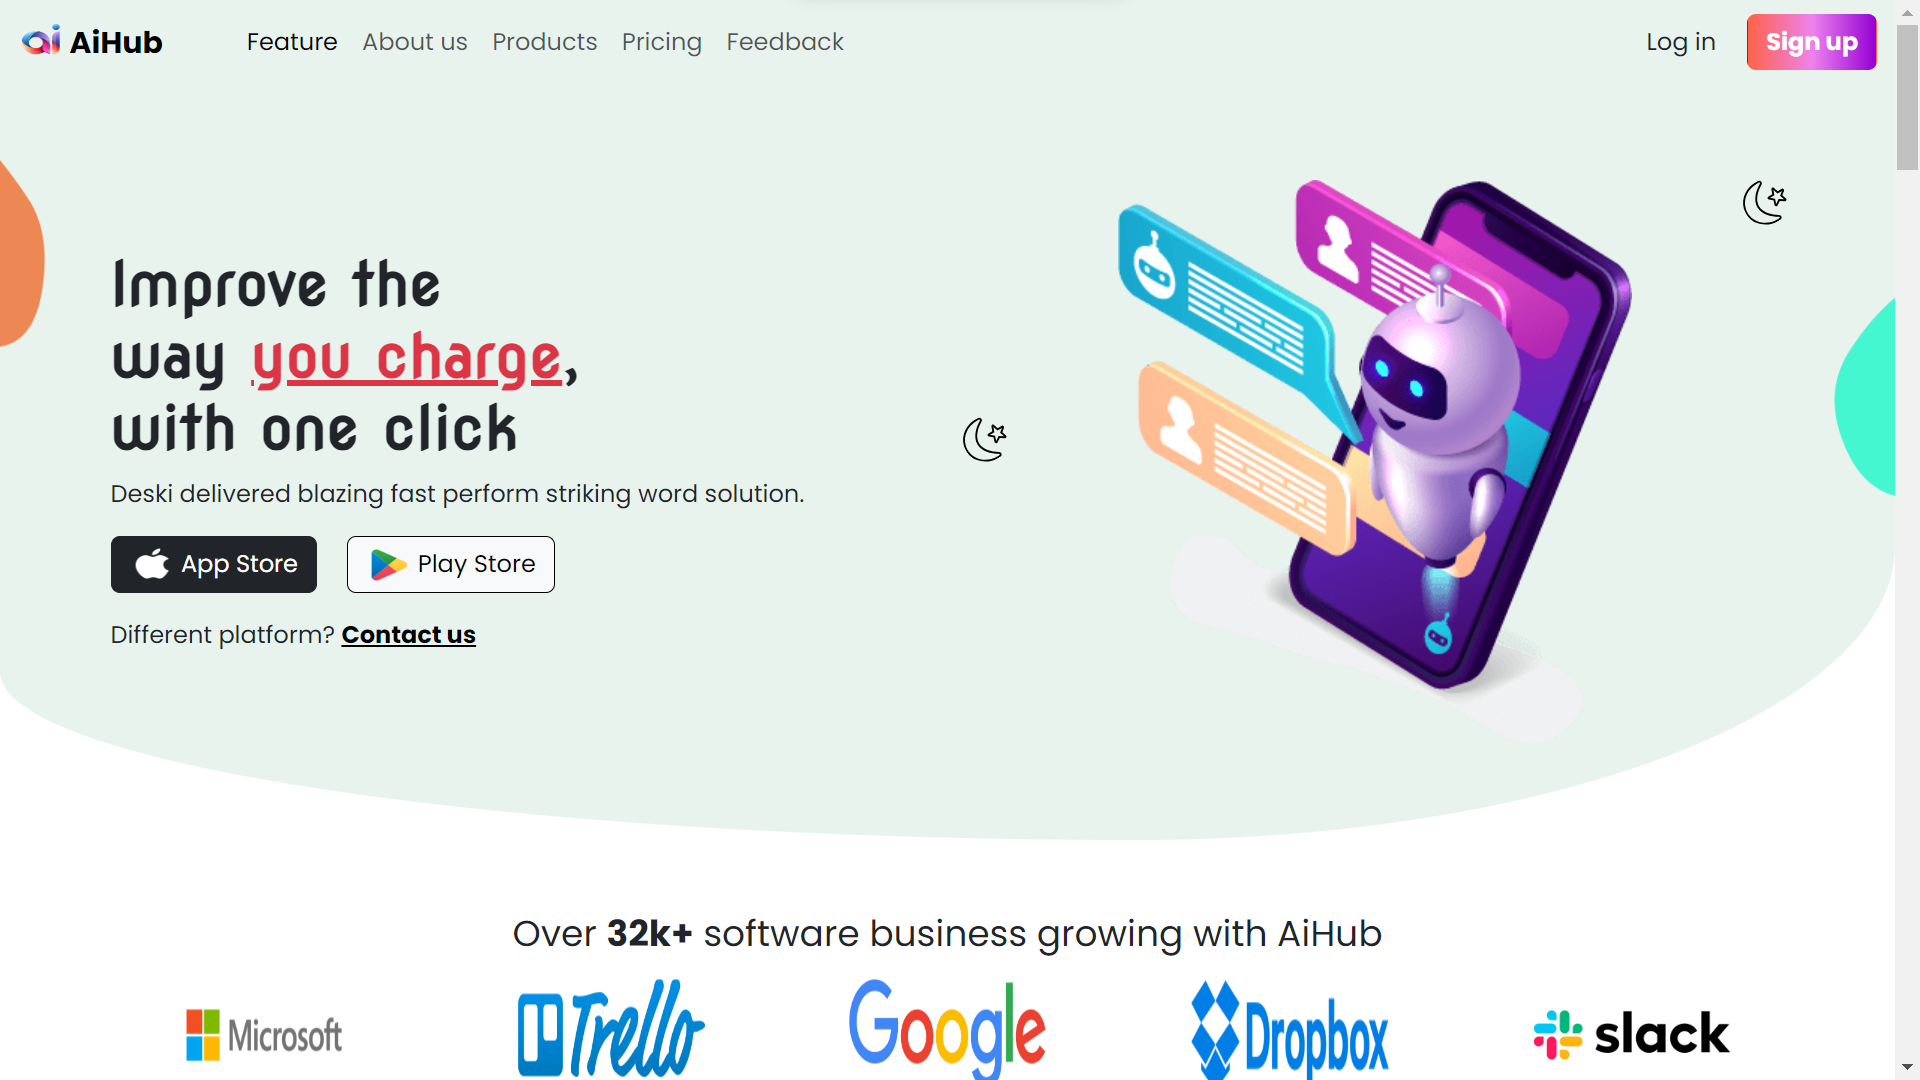 ai AiHub Feature About us Products Pricing Feedback Log in Sign up
Improve the
way you charge,
with one click
Deski delivered blazing fast perform striking word solution.
App Store Play Store
Different platform? Contact us
Over 32k+ software business growing with AiHub
Microsoft Trello Google Dropbox slack